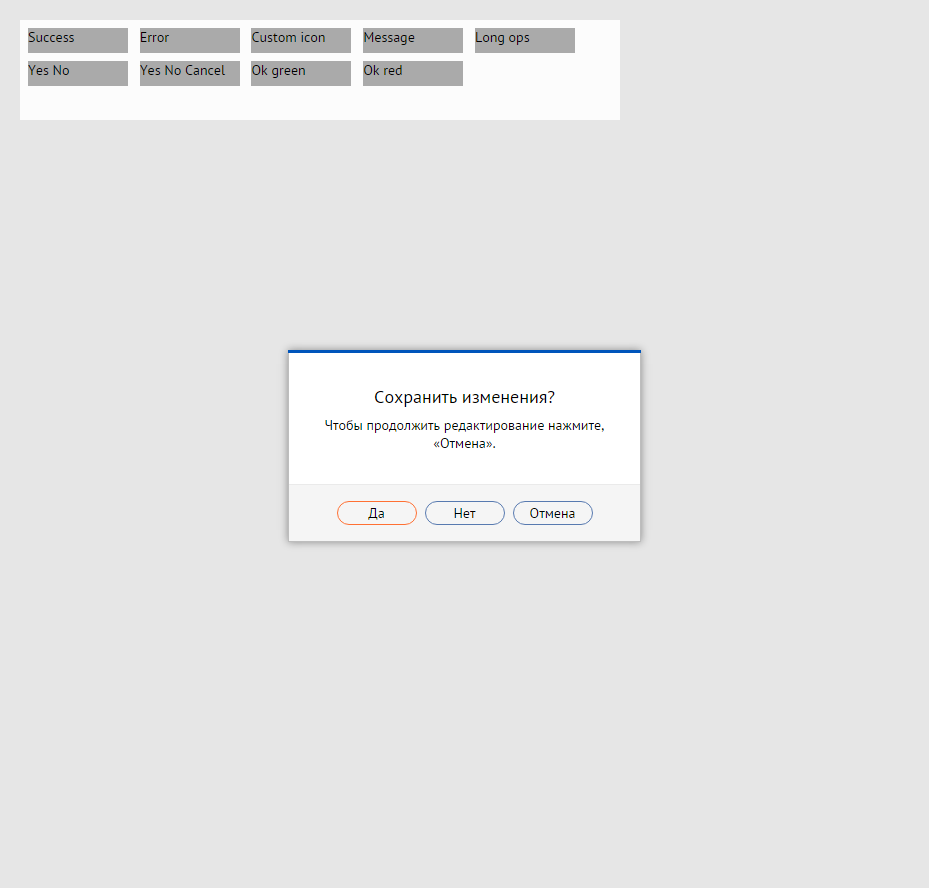 Success Error Custom icon Message Long ops
Yes No Yes No Cancel Ok green Ok red
Сохранить изменения?
Чтобы продолжить редактирование нажмите,
«Отмена».
Да Нет Отмена